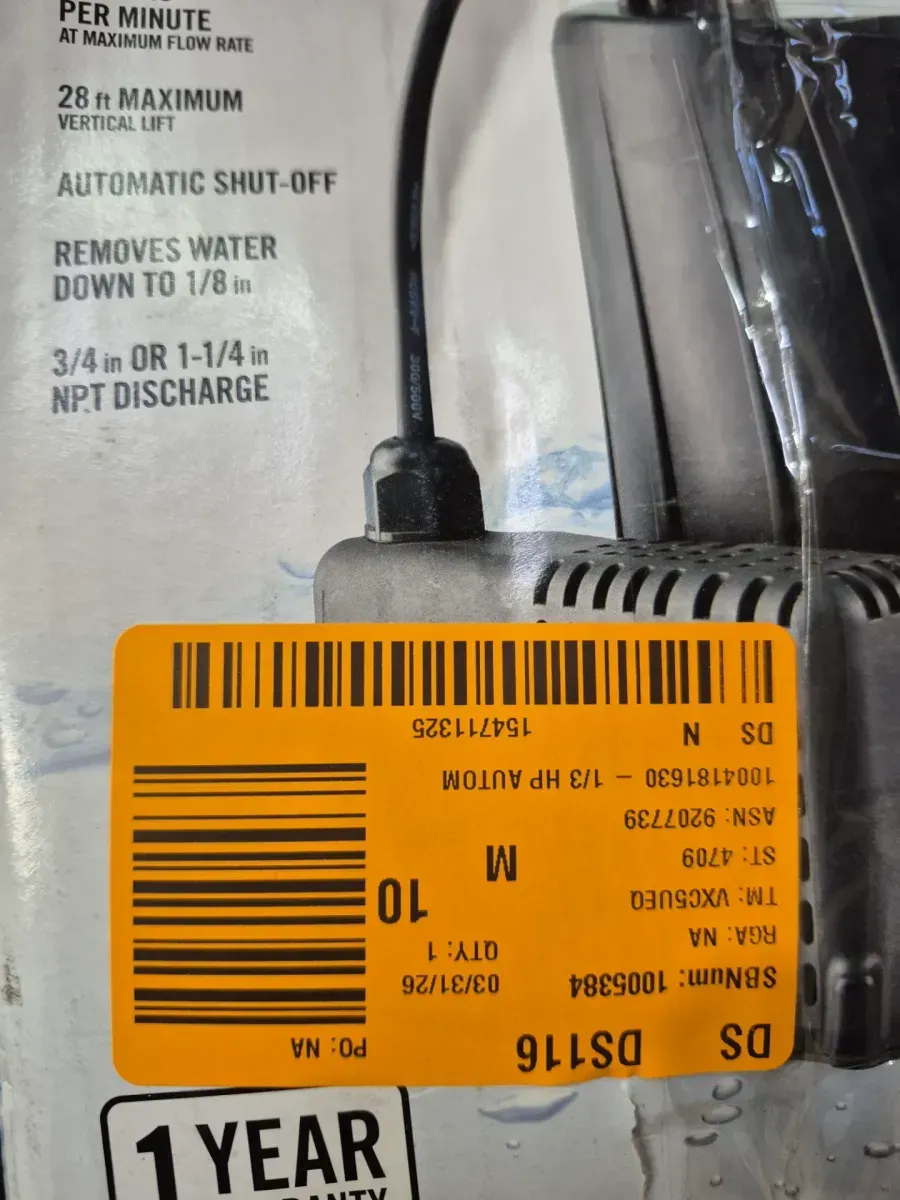 PER MINUTE
AT MAXIMUM FLOW RATE
28 ft MAXIMUM
VERTICAL LIFT
AUTOMATIC SHUT-OFF
REMOVES WATER
DOWN TO 1/8 in
3/4 in OR 1-1/4 in
NPT DISCHARGE
300/500V
DS DS116 PO: NA
SBNum: 1005384 03/31/26
RGA: NA QTY: 1
TM: VXC5UEQ 10
ST: 4709 M
ASN: 9207739
1004181630 - 1/3 HP AUTOM
DS N 154711325
1 YEAR